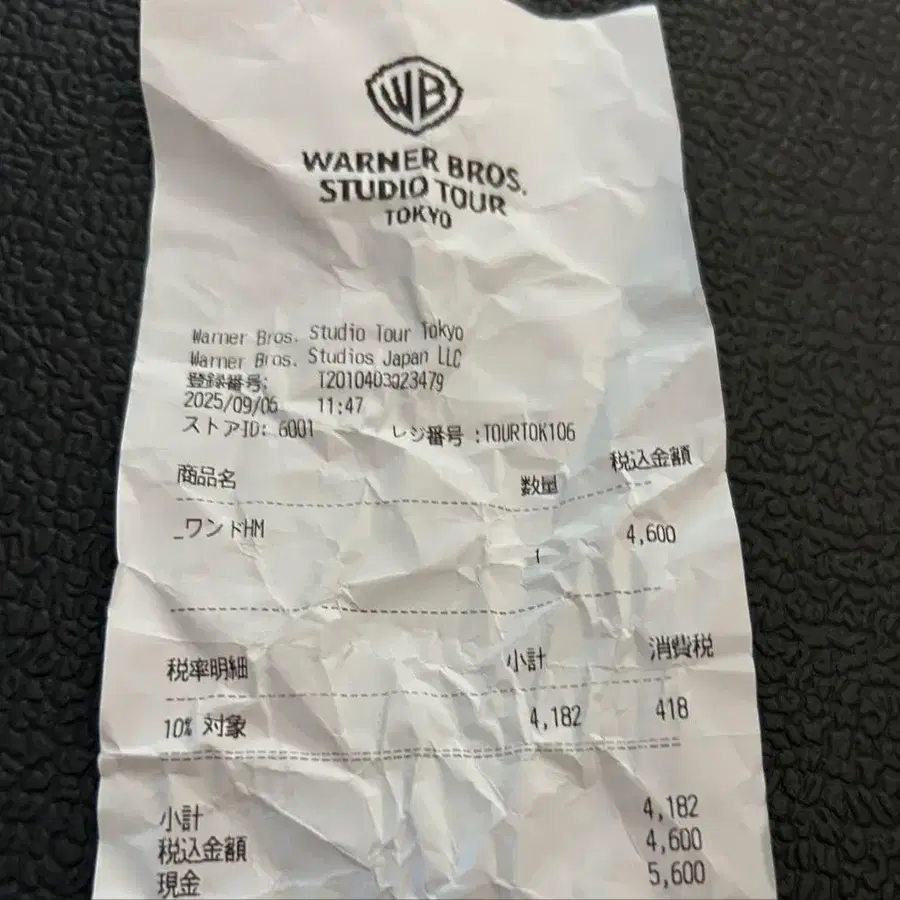 WB
WARNER BROS.
STUDIO TOUR
TOKYO
Warner Bros. Studio Tour Tokyo
Warner Bros. Studios Japan LLC
登録番号: T2010403023479
2025/09/06 11:47
ストアID: 6001 レジ番号 :TOURTOK106
商品名 数量 税込金額
_ワンドHM 1 4,600
税率明細 小計 消費税
10% 対象 4,182 418
小計 4,182
税込金額 4,600
現金 5,600